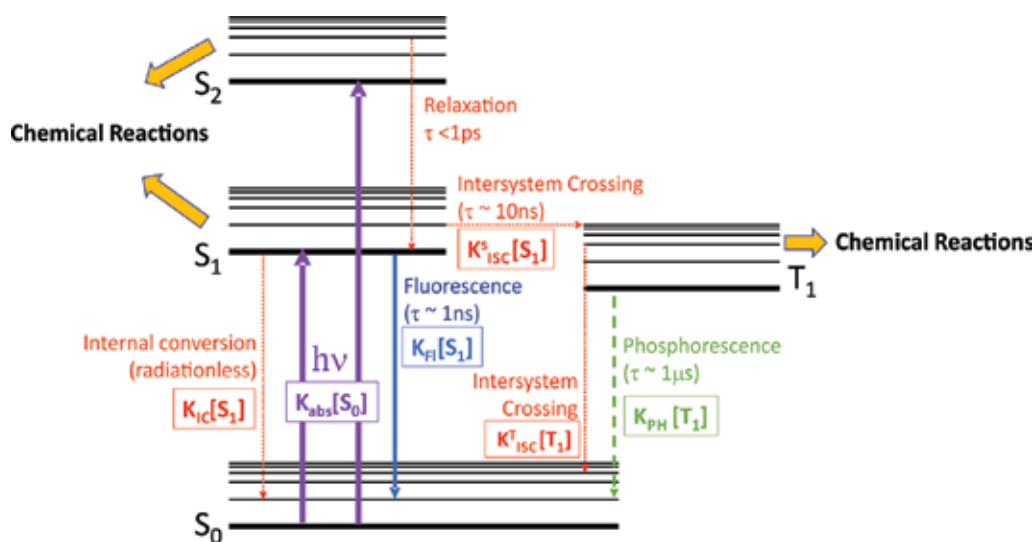 S₂
Chemical Reactions
Relaxation
τ <1ps
Intersystem Crossing
(τ ~ 10ns)
KˢISC[S₁]
Chemical Reactions
S₁
T₁
Fluorescence
(τ ~ 1ns)
KFl[S₁]
Internal conversion
(radiationless)
KIC[S₁]
hν
Kabs[S₀]
Intersystem
Crossing
KᵀISC[T₁]
Phosphorescence
(τ ~ 1μs)
KPH [T₁]
S₀